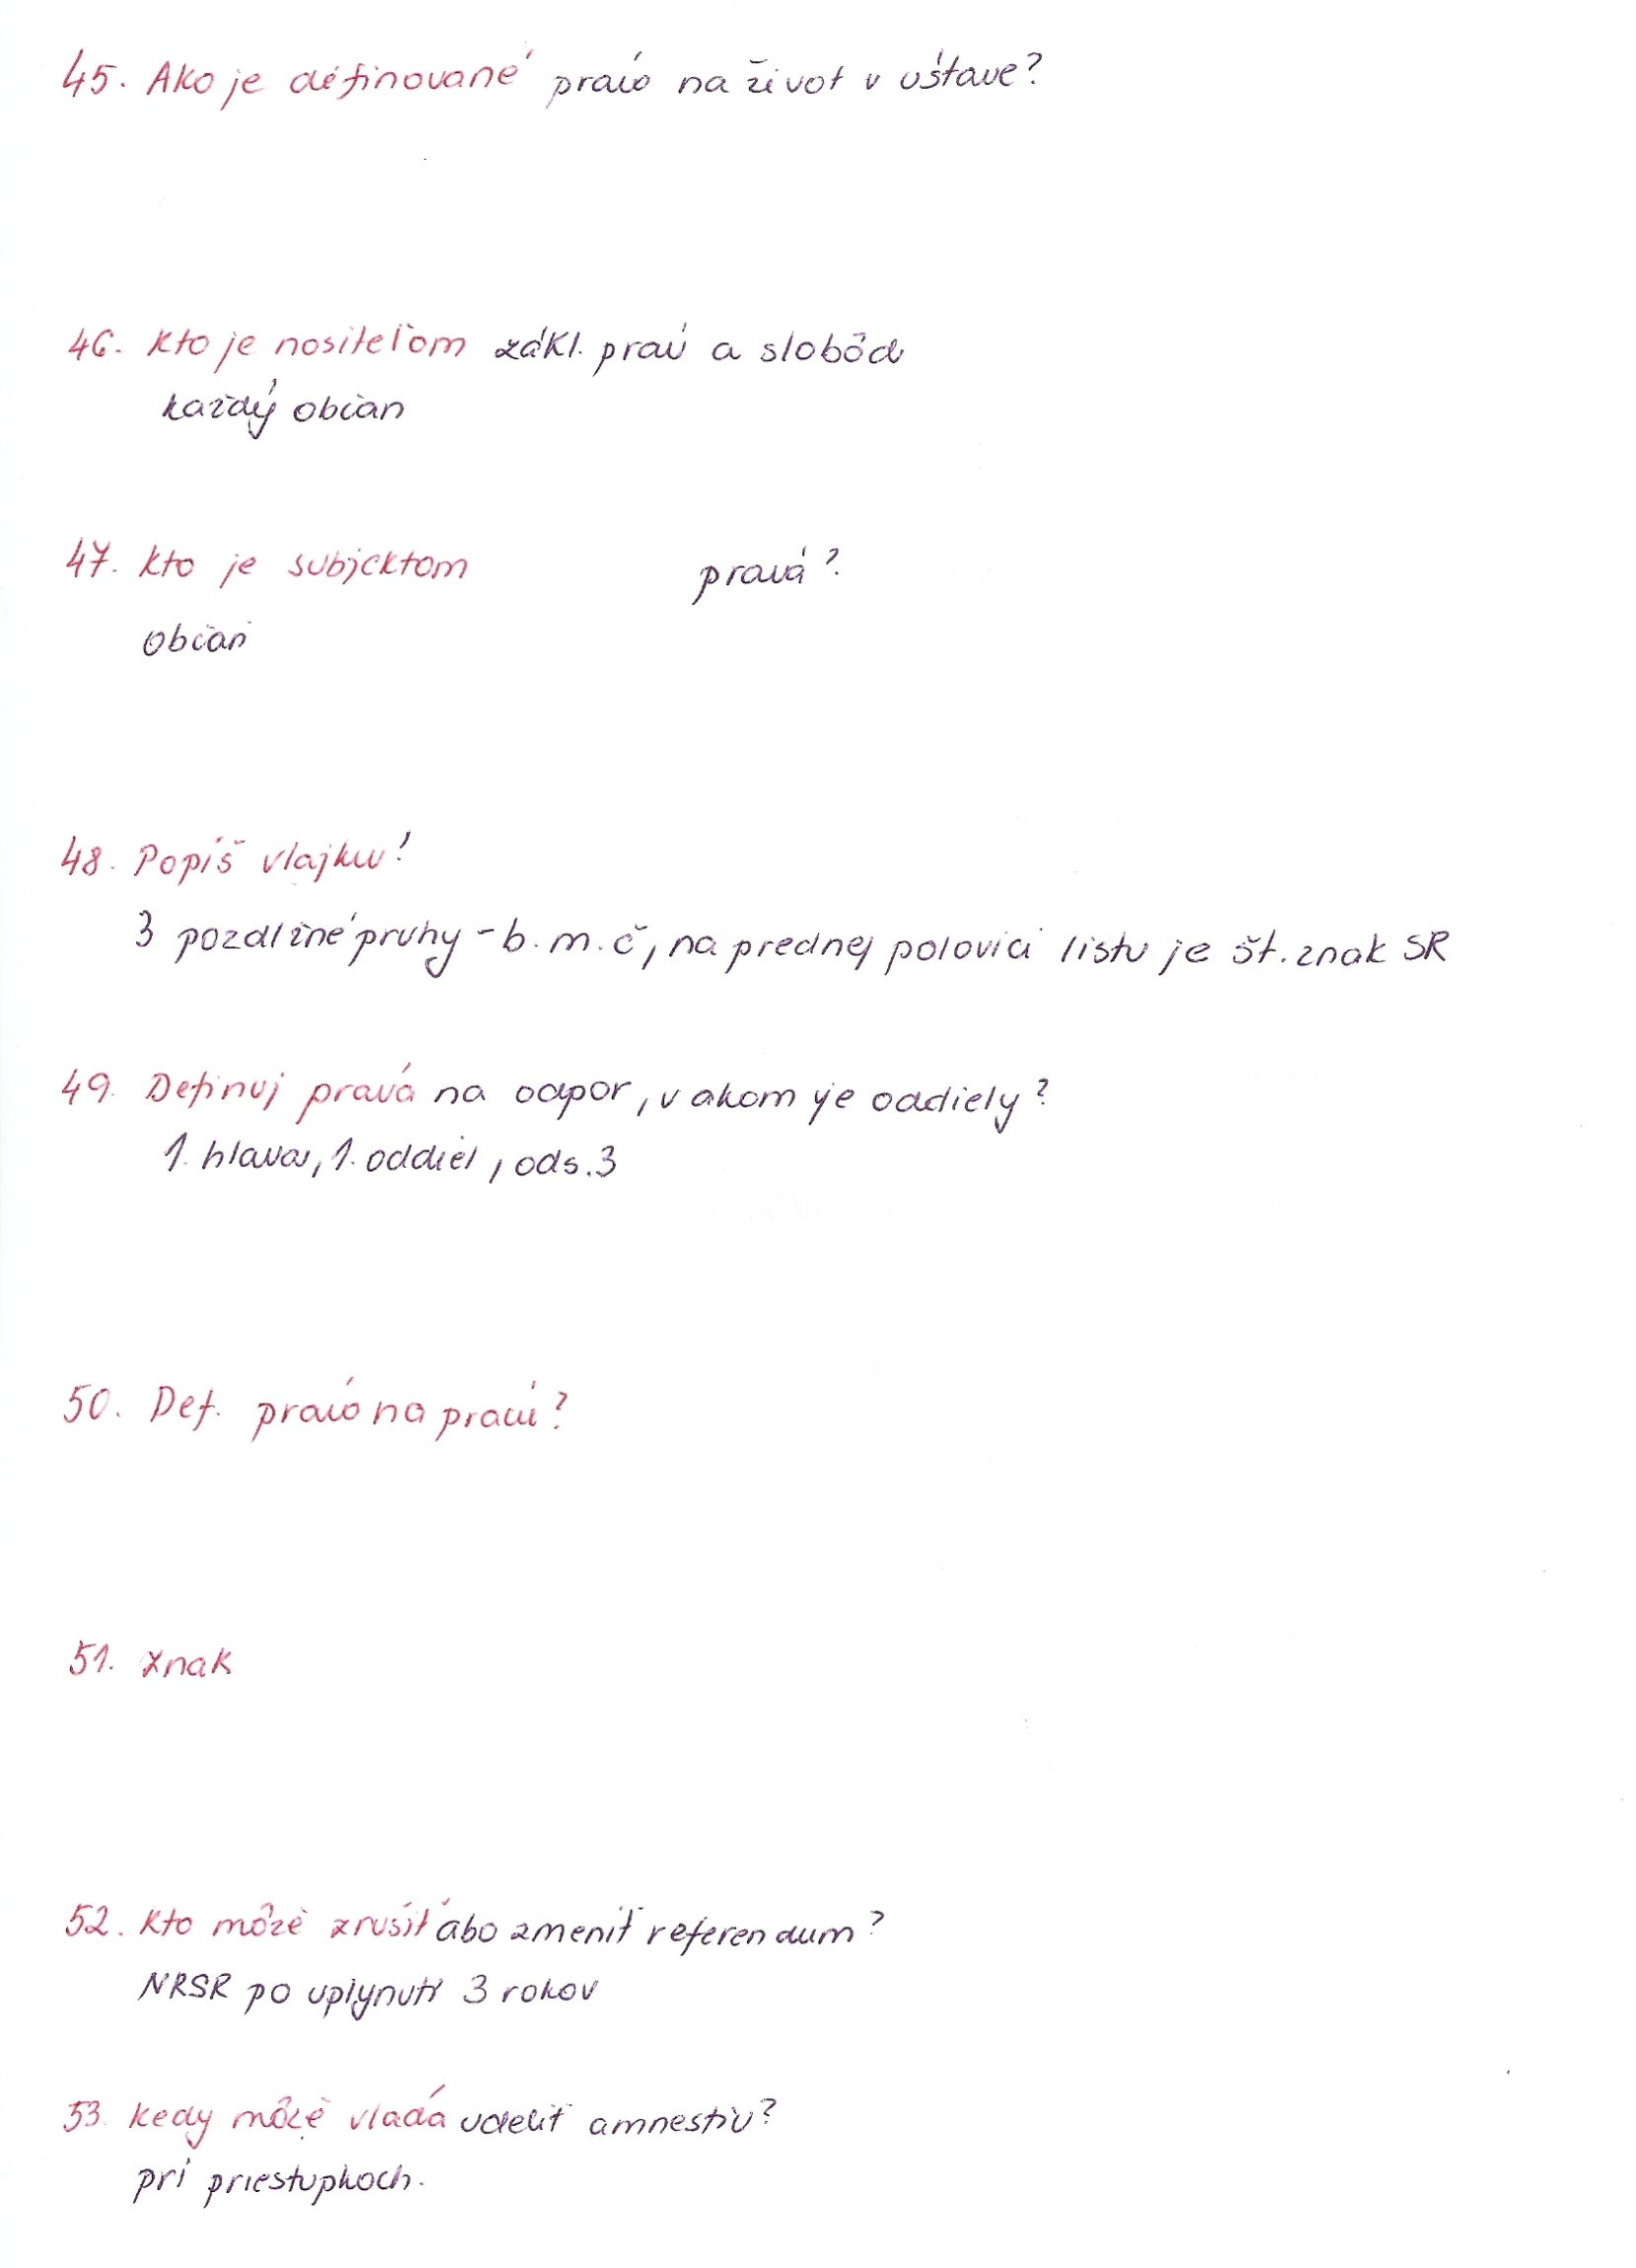 45. Ako je definované právo na život v ústave?
46. Kto je nositeľom zákl. práv a slobôd
každý občan
47. Kto je subjektom práva?
občan
48. Popíš vlajku!
3 pozdĺžné pruhy - b. m. č, na prednej polovici listu je št. znak SR
49. Definuj práva na odpor, v akom je oddiely?
1. hlava, 1. oddiel, ods. 3
50. Def. právo na prácu?
51. Znak
52. Kto môže zrušiť abo zmeniť referendum?
NRSR po uplynutí 3 rokov
53. Kedy môže vláda udeliť amnestiu?
pri priestupkoch.